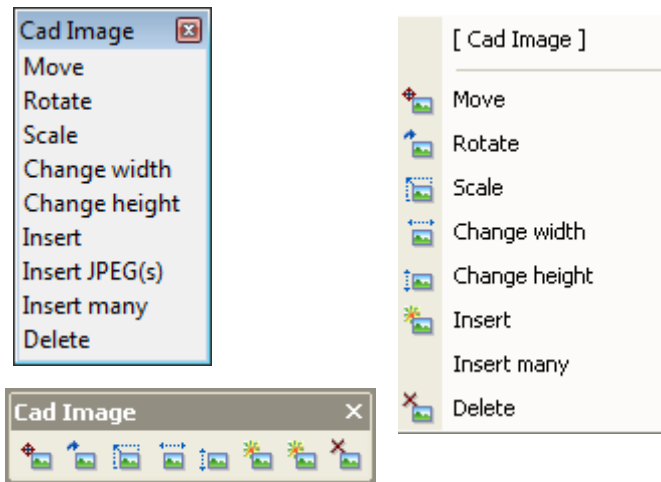 Cad Image
Move
Rotate
Scale
Change width
Change height
Insert
Insert JPEG(s)
Insert many
Delete
Cad Image
[ Cad Image ]
Move
Rotate
Scale
Change width
Change height
Insert
Insert many
Delete